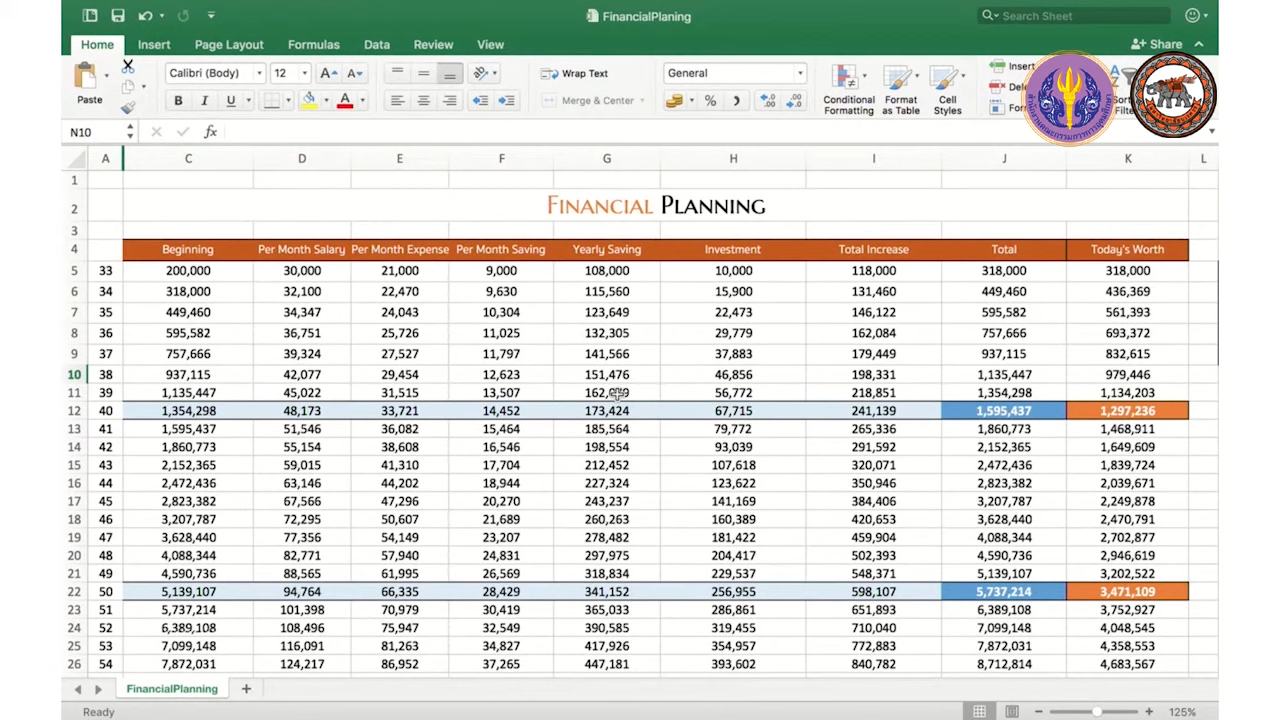 FinancialPlaning
Search Sheet
Home Insert Page Layout Formulas Data Review View
Share
Calibri (Body) 12 A A Wrap Text General Insert
Paste B I U A Merge & Center % Conditional Formatting Format as Table Cell Styles
N10 fx
A C D E F G H I J K L
1
2 Financial Planning
3
4 Beginning Per Month Salary Per Month Expense Per Month Saving Yearly Saving Investment Total Increase Total Today's Worth
5 33 200,000 30,000 21,000 9,000 108,000 10,000 118,000 318,000 318,000
6 34 318,000 32,100 22,470 9,630 115,560 15,900 131,460 449,460 436,369
7 35 449,460 34,347 24,043 10,304 123,649 22,473 146,122 595,582 561,393
8 36 595,582 36,751 25,726 11,025 132,305 29,779 162,084 757,666 693,372
9 37 757,666 39,324 27,527 11,797 141,566 37,883 179,449 937,115 832,615
10 38 937,115 42,077 29,454 12,623 151,476 46,856 198,331 1,135,447 979,446
11 39 1,135,447 45,022 31,515 13,507 56,772 218,851 1,354,298 1,134,203
12 40 1,354,298 48,173 33,721 14,452 173,424 67,715 241,139 1,595,437 1,297,236
13 41 1,595,437 51,546 36,082 15,464 185,564 79,772 265,336 1,860,773 1,468,911
14 42 1,860,773 55,154 38,608 16,546 198,554 93,039 291,592 2,152,365 1,649,609
15 43 2,152,365 59,015 41,310 17,704 212,452 107,618 320,071 2,472,436 1,839,724
16 44 2,472,436 63,146 44,202 18,944 227,324 123,622 350,946 2,823,382 2,039,671
17 45 2,823,382 67,566 47,296 20,270 243,237 141,169 384,406 3,207,787 2,249,878
18 46 3,207,787 72,295 50,607 21,689 260,263 160,389 420,653 3,628,440 2,470,791
19 47 3,628,440 77,356 54,149 23,207 278,482 181,422 459,904 4,088,344 2,702,877
20 48 4,088,344 82,771 57,940 24,831 297,975 204,417 502,393 4,590,736 2,946,619
21 49 4,590,736 88,565 61,995 26,569 318,834 229,537 548,371 5,139,107 3,202,522
22 50 5,139,107 94,764 66,335 28,429 341,152 256,955 598,107 5,737,214 3,471,109
23 51 5,737,214 101,398 70,979 30,419 365,033 286,861 651,893 6,389,108 3,752,927
24 52 6,389,108 108,496 75,947 32,549 390,585 319,455 710,040 7,099,148 4,048,545
25 53 7,099,148 116,091 81,263 34,827 417,926 354,957 772,883 7,872,031 4,358,553
26 54 7,872,031 124,217 86,952 37,265 447,181 393,602 840,782 8,712,814 4,683,567
FinancialPlanning
Ready 125%